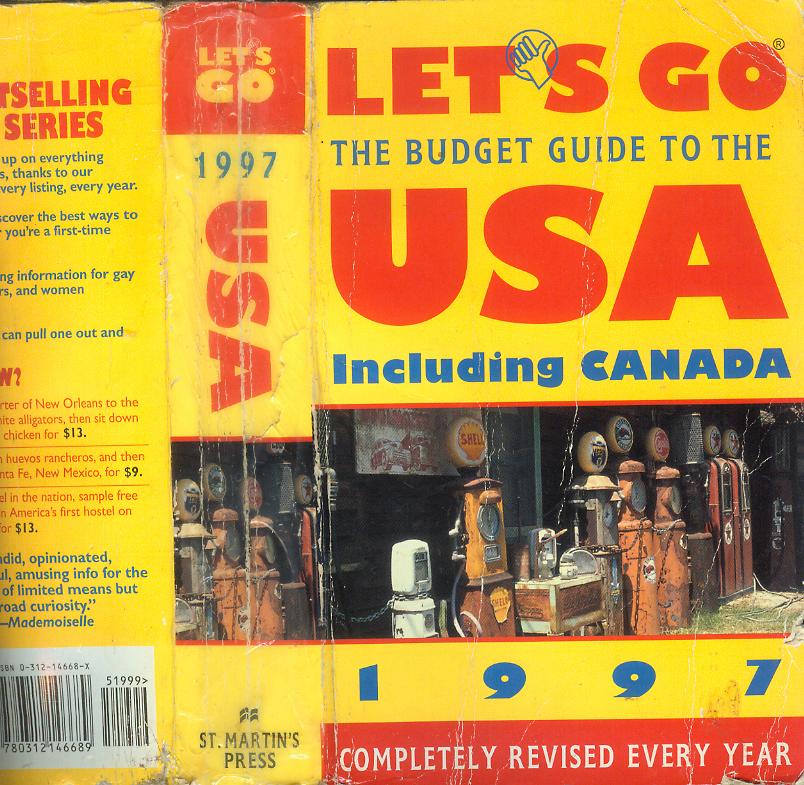 TSELLING
SERIES
up on everything
s, thanks to our
very listing, every year.
scover the best ways to
you're a first-time
ng information for gay
rs, and women
can pull one out and
W?
rter of New Orleans to the
hite alligators, then sit down
chicken for $13.
n huevos rancheros, and then
nta Fe, New Mexico, for $9.
el in the nation, sample free
n America's first hostel on
for $13.
ndid, opinionated,
ul, amusing info for the
of limited means but
road curiosity."
—Mademoiselle
SBN 0-312-14668-X
51999>
780312146689
LET'S
GO®
1997
USA
ST. MARTIN'S
PRESS
LET'S GO®
THE BUDGET GUIDE TO THE
USA
Including CANADA
SHELL
SHELL
1997
COMPLETELY REVISED EVERY YEAR